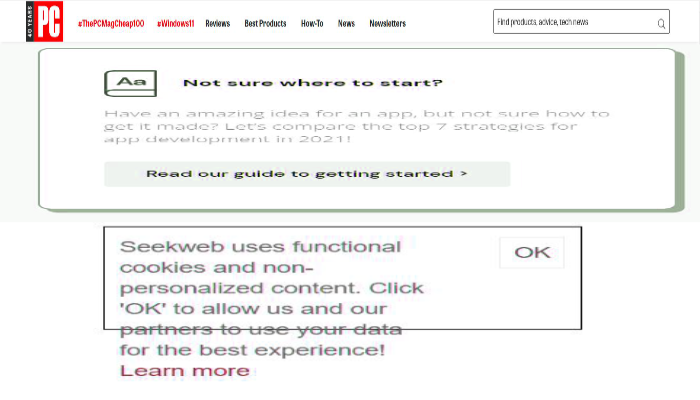 40 YEARS
PC
#ThePCMagCheap100 #Windows11 Reviews Best Products How-To News Newsletters Find products, advice, tech news
Aa Not sure where to start?
Have an amazing idea for an app, but not sure how to
get it made? Let's compare the top 7 strategies for
app development in 2021!
Read our guide to getting started >
Seekweb uses functional
cookies and non-
personalized content. Click
'OK' to allow us and our
partners to use your data
for the best experience!
Learn more
OK